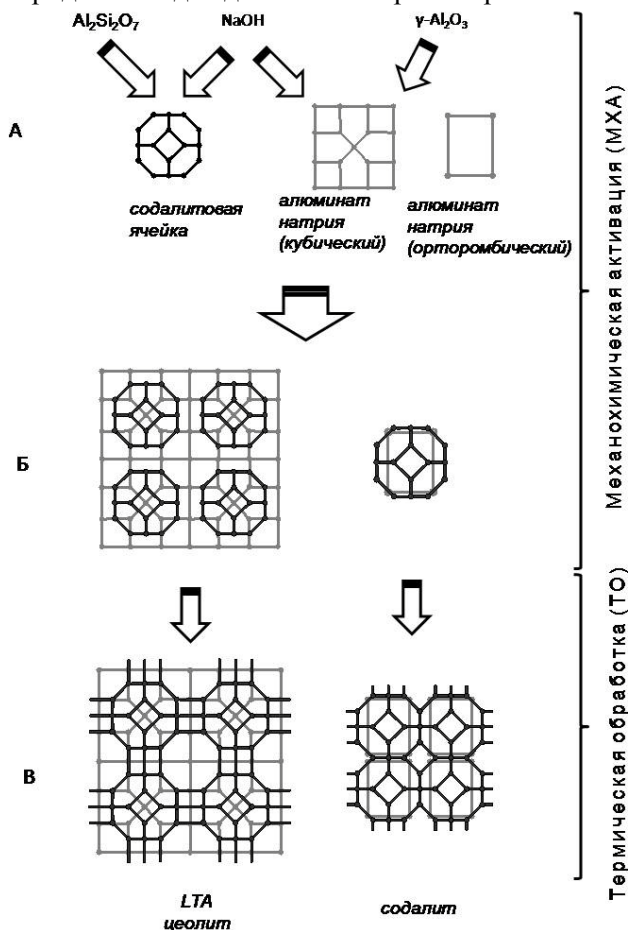 Al₂Si₂O₇ NaOH γ-Al₂O₃
А
содалитовая
ячейка
алюминат
натрия
(кубический)
алюминат
натрия
(орторомбический)
Механохимическая активация (МХА)
Б
Термическая обработка (ТО)
В
LTA
цеолит
содалит